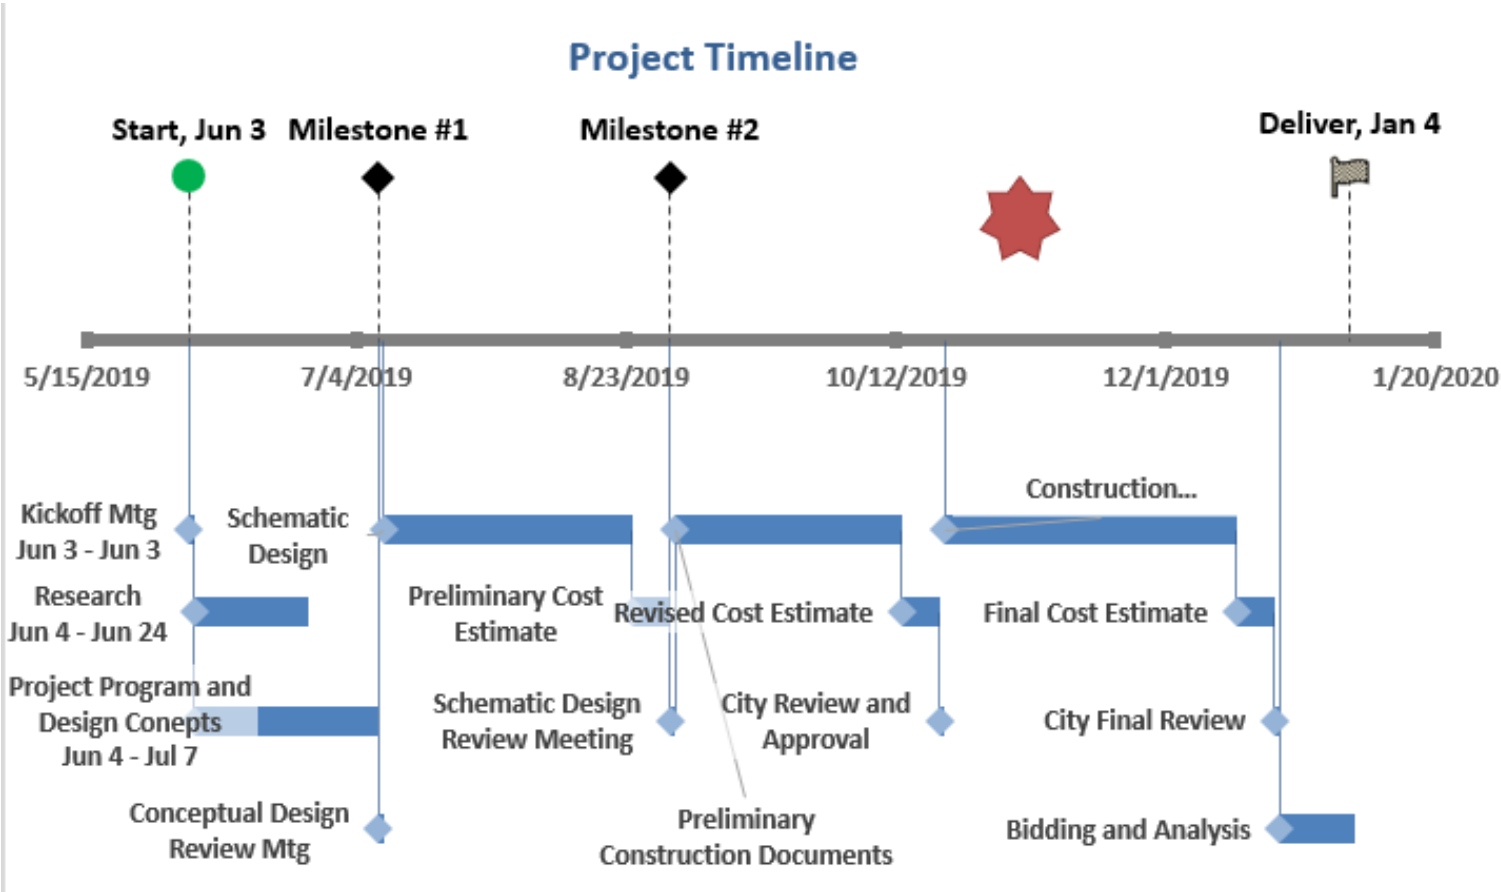 Project Timeline
Start, Jun 3
Milestone #1
Milestone #2
Deliver, Jan 4
5/15/2019
7/4/2019
8/23/2019
10/12/2019
12/1/2019
1/20/2020
Kickoff Mtg
Jun 3 - Jun 3
Schematic
Design
Construction...
Research
Jun 4 - Jun 24
Preliminary Cost
Estimate
Revised Cost Estimate
Final Cost Estimate
Project Program and
Design Conepts
Jun 4 - Jul 7
Schematic Design
Review Meeting
City Review and
Approval
City Final Review
Conceptual Design
Review Mtg
Preliminary
Construction Documents
Bidding and Analysis